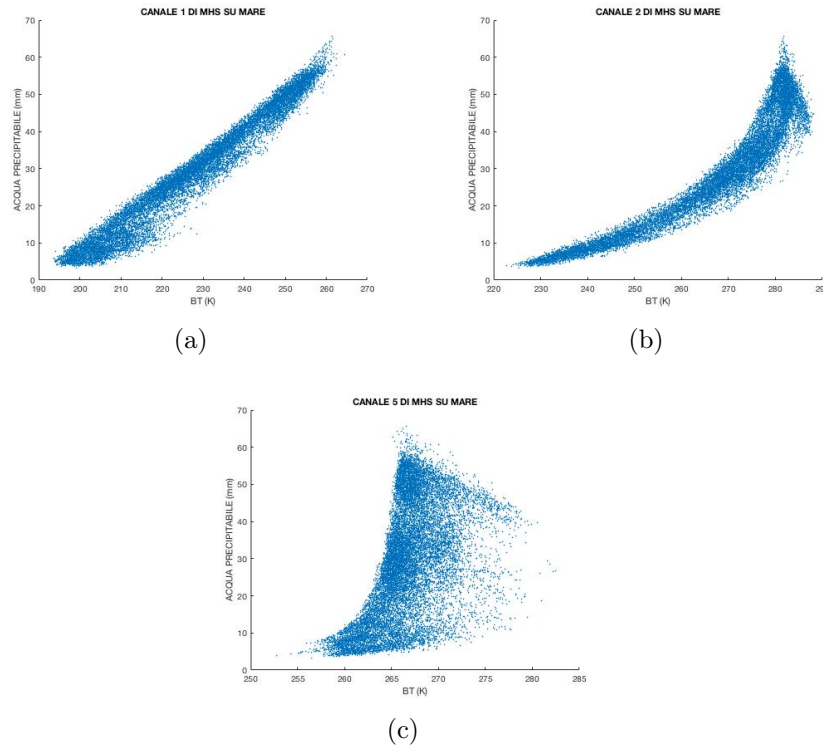 CANALE 1 DI MHS SU MARE
ACQUA PRECIPITABILE (mm)
70
60
50
40
30
20
10
0
190 200 210 220 230 240 250 260 270
BT (K)
(a)
CANALE 2 DI MHS SU MARE
ACQUA PRECIPITABILE (mm)
70
60
50
40
30
20
10
0
220 230 240 250 260 270 280 290
BT (K)
(b)
CANALE 5 DI MHS SU MARE
ACQUA PRECIPITABILE (mm)
70
60
50
40
30
20
10
0
250 255 260 265 270 275 280 285
BT (K)
(c)